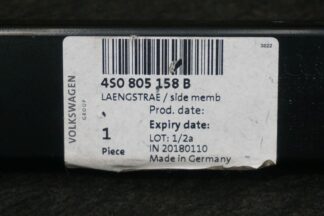 3022
VOLKSWAGEN
GROUP
4S0 805 158 B
LAENGSTRAE / side memb
Prod. date:
1
Piece
Expiry date:
LOT: 1/2a
IN 20180110
Made in Germany